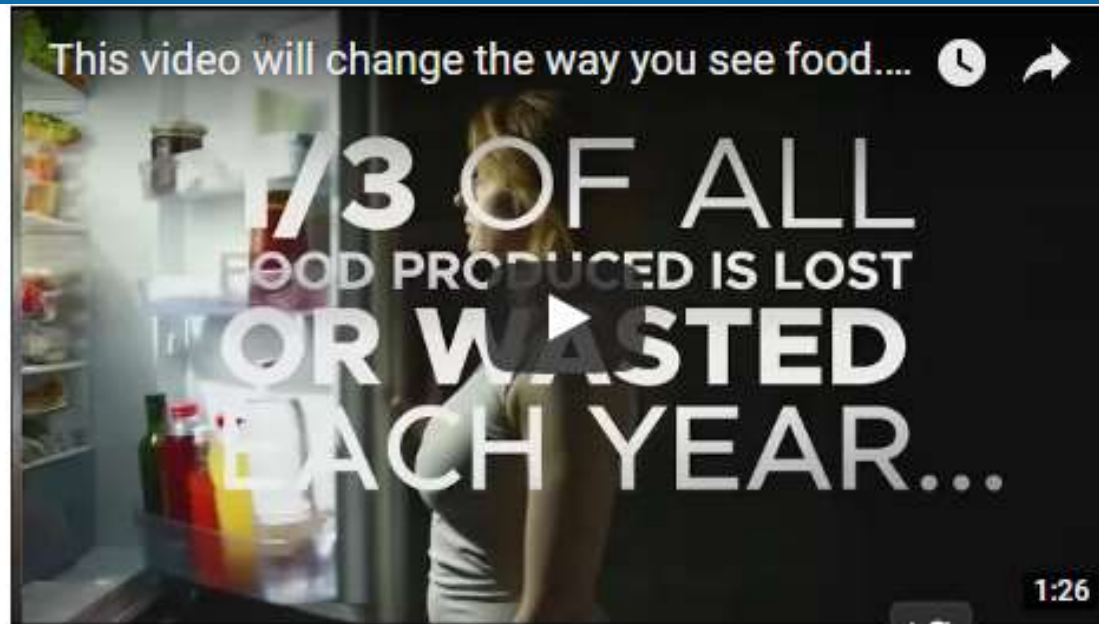 This video will change the way you see food....
1/3 OF ALL
FOOD PRODUCED IS LOST
OR WASTED
EACH YEAR...
1:26